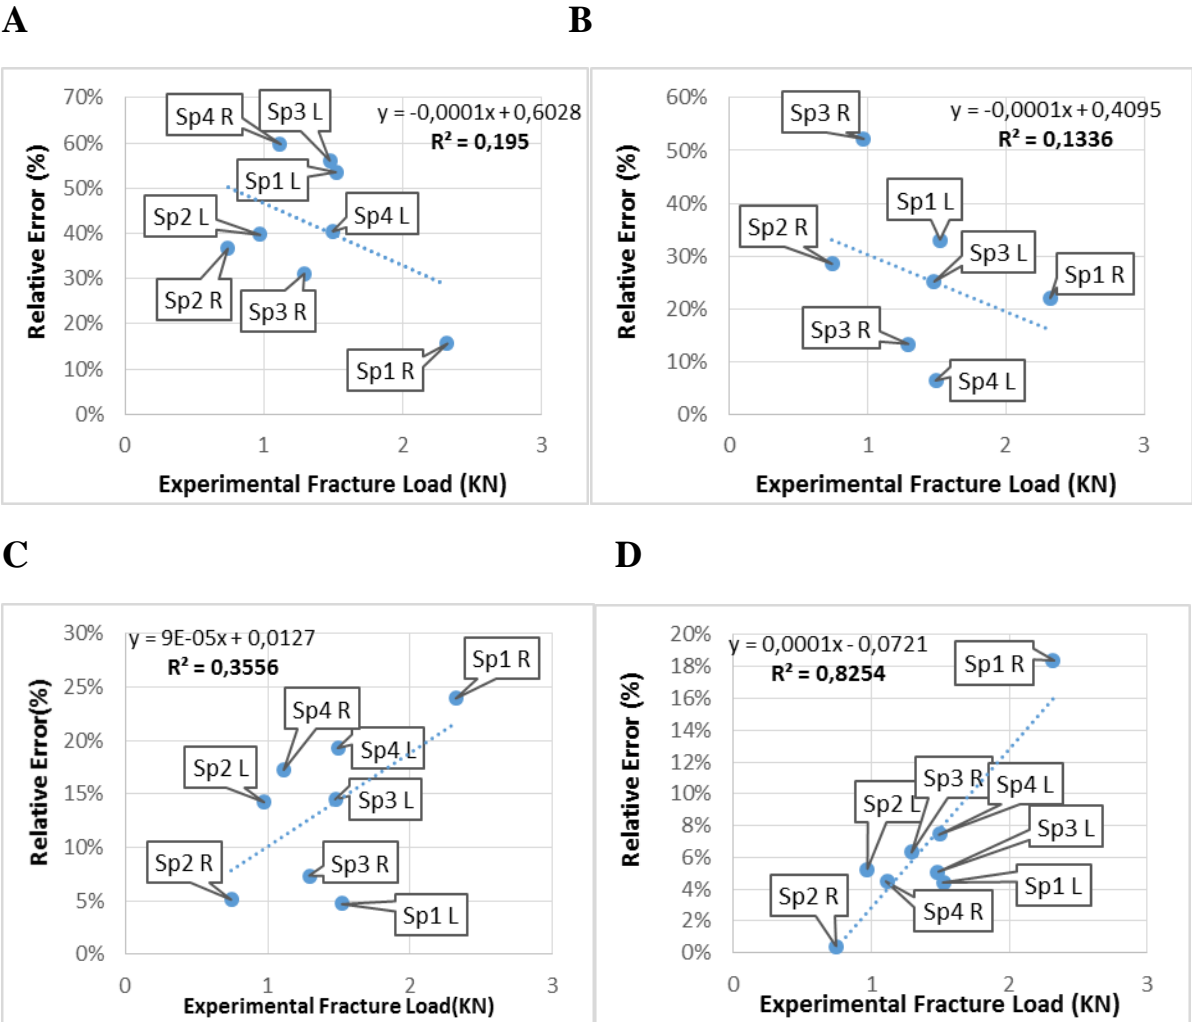 A
B
70%
60%
50%
40%
30%
20%
10%
0%
0
1
2
3
Relative Error (%)
Experimental Fracture Load (KN)
y = -0,0001x + 0,6028
R² = 0,195
Sp4 R
Sp3 L
Sp1 L
Sp2 L
Sp4 L
Sp2 R
Sp3 R
Sp1 R
60%
50%
40%
30%
20%
10%
0%
0
1
2
3
Relative Error (%)
Experimental Fracture Load (KN)
y = -0,0001x + 0,4095
R² = 0,1336
Sp3 R
Sp1 L
Sp2 R
Sp3 L
Sp1 R
Sp3 R
Sp4 L
C
D
30%
25%
20%
15%
10%
5%
0%
0
1
2
3
Relative Error(%)
Experimental Fracture Load(KN)
y = 9E-05x + 0,0127
R² = 0,3556
Sp1 R
Sp4 R
Sp4 L
Sp2 L
Sp3 L
Sp2 R
Sp3 R
Sp1 L
20%
18%
16%
14%
12%
10%
8%
6%
4%
2%
0%
0
1
2
3
Relative Error (%)
Experimental Fracture Load (KN)
y = 0,0001x - 0,0721
R² = 0,8254
Sp1 R
Sp3 R
Sp4 L
Sp2 L
Sp3 L
Sp1 L
Sp2 R
Sp4 R